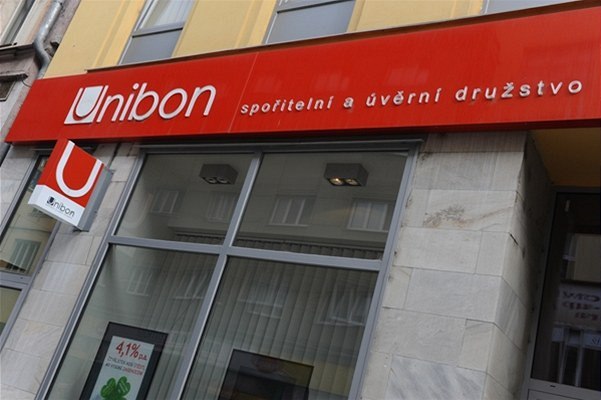 Unibon spořitelní a úvěrní družstvo
U
Unibon
4,1% p.a.